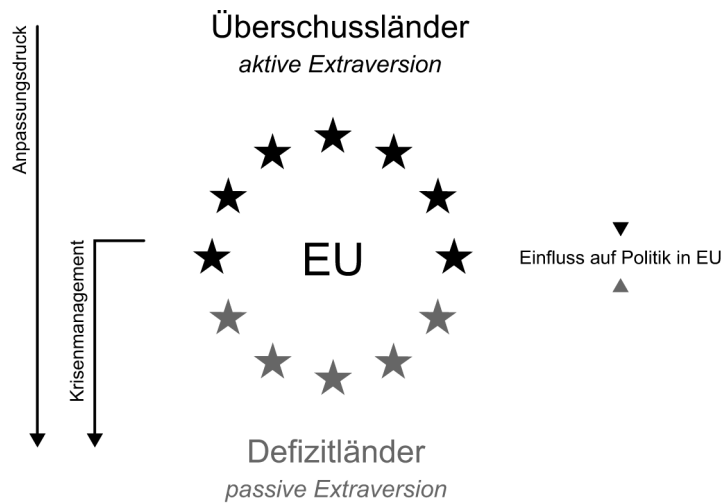 Überschussländer
aktive Extraversion
Anpassungsdruck
Krisenmanagement
EU
Einfluss auf Politik in EU
Defizitländer
passive Extraversion